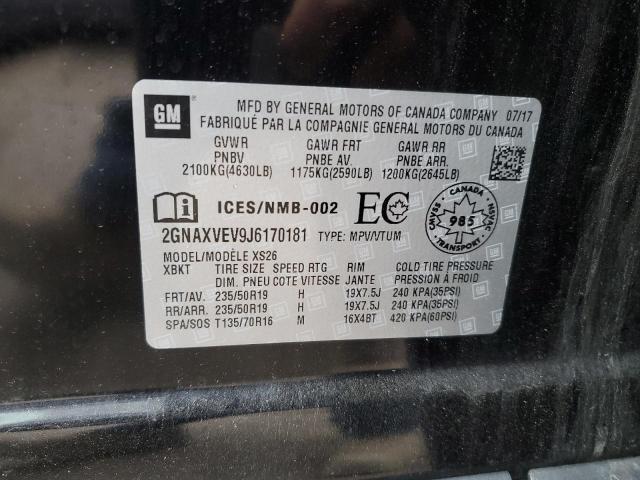 GM
MFD BY GENERAL MOTORS OF CANADA COMPANY 07/17
FABRIQUÉ PAR LA COMPAGNIE GENERAL MOTORS DU CANADA
GVWR GAWR FRT GAWR RR
PNBV PNBE AV. PNBE ARR.
2100KG(4630LB) 1175KG(2590LB) 1200KG(2645LB)
ICES/NMB-002 EC
CANADA
CMVSS 985 NSVAC
TRANSPORT
2GNAXVEV9J6170181 TYPE: MPV/VTUM
MODEL/MODÈLE XS26
XBKT TIRE SIZE SPEED RTG RIM COLD TIRE PRESSURE
DIM. PNEU COTE VITESSE JANTE PRESSION À FROID
FRT/AV. 235/50R19 H 19X7.5J 240 KPA(35PSI)
RR/ARR. 235/50R19 H 19X7.5J 240 KPA(35PSI)
SPA/SOS T135/70R16 M 16X4BT 420 KPA(60PSI)